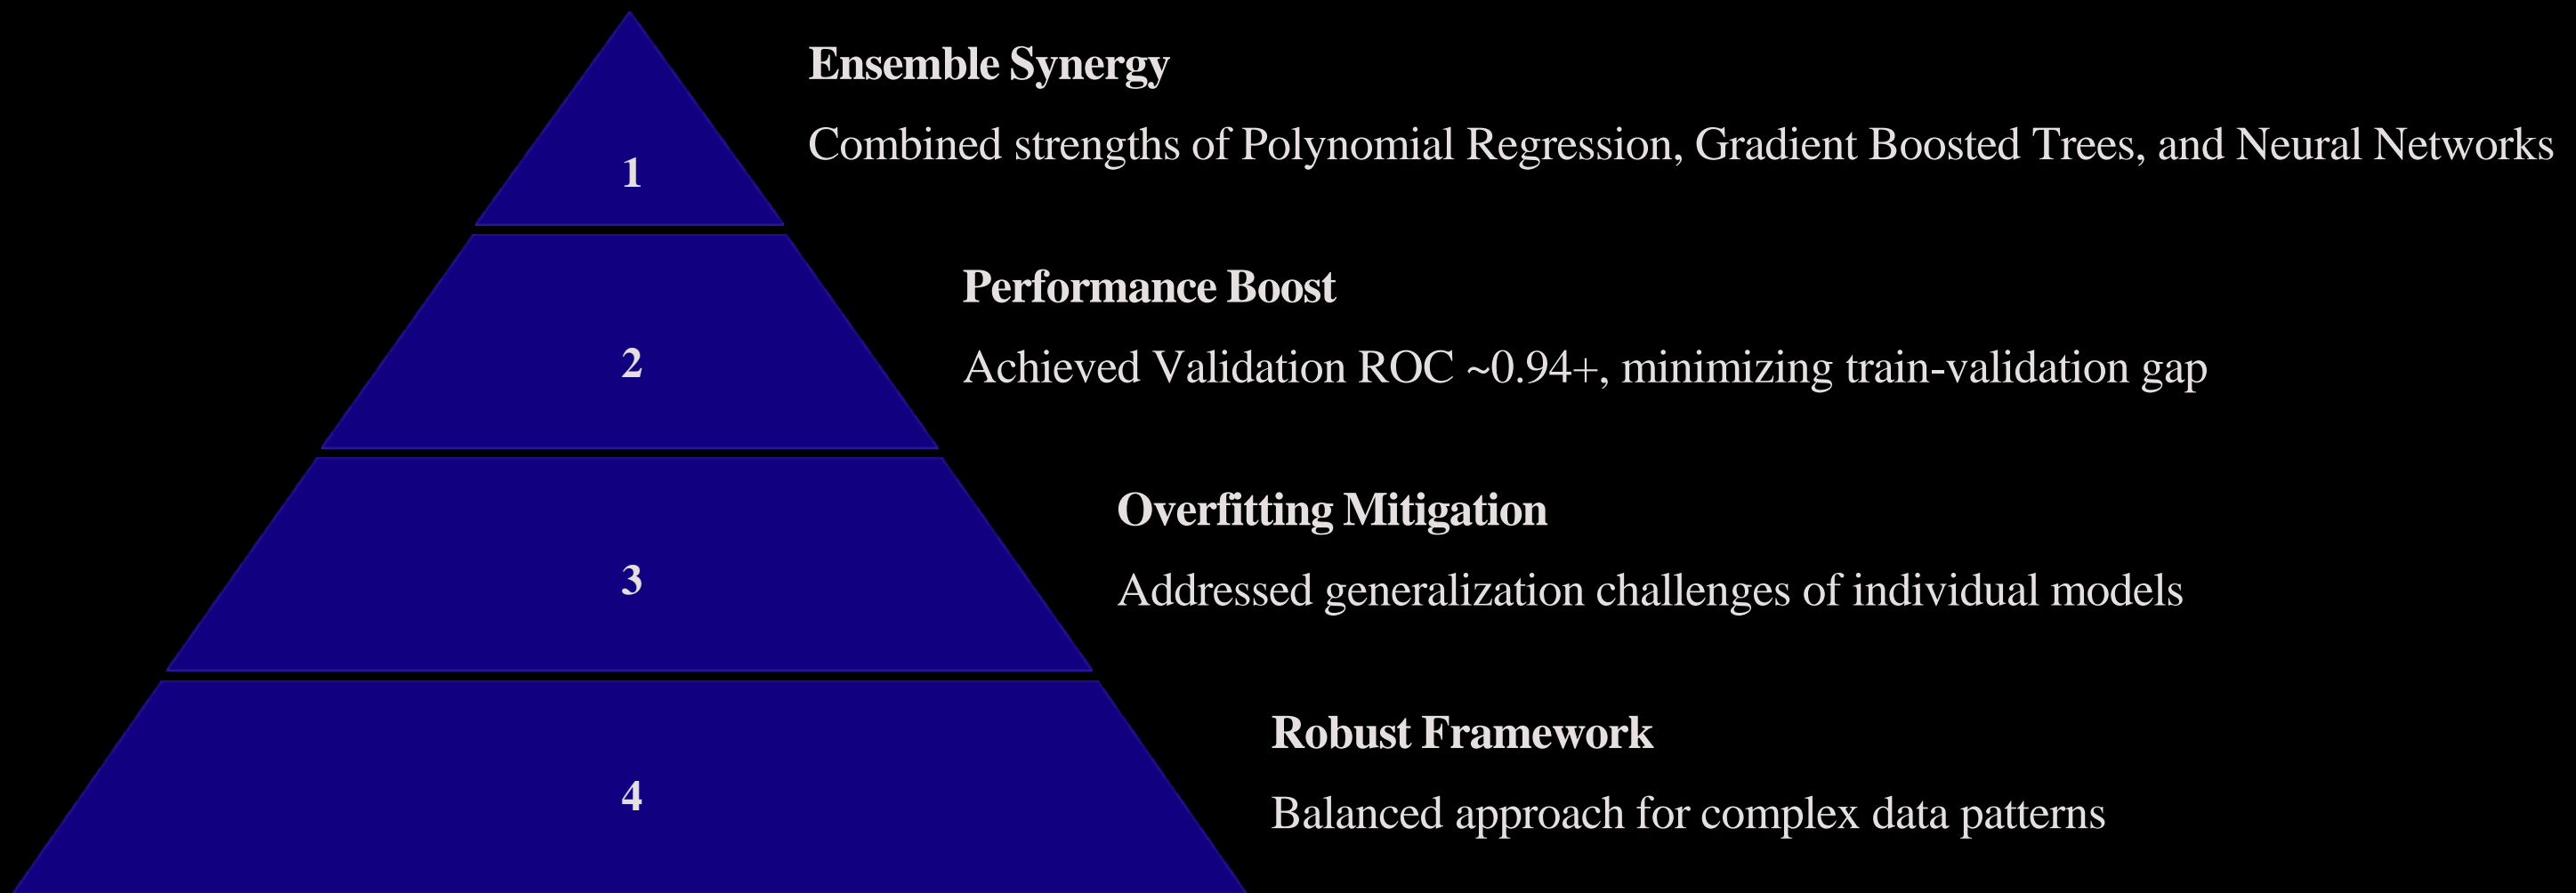 Ensemble Synergy
Combined strengths of Polynomial Regression, Gradient Boosted Trees, and Neural Networks
1
Performance Boost
Achieved Validation ROC ~0.94+, minimizing train-validation gap
2
Overfitting Mitigation
Addressed generalization challenges of individual models
3
Robust Framework
Balanced approach for complex data patterns
4